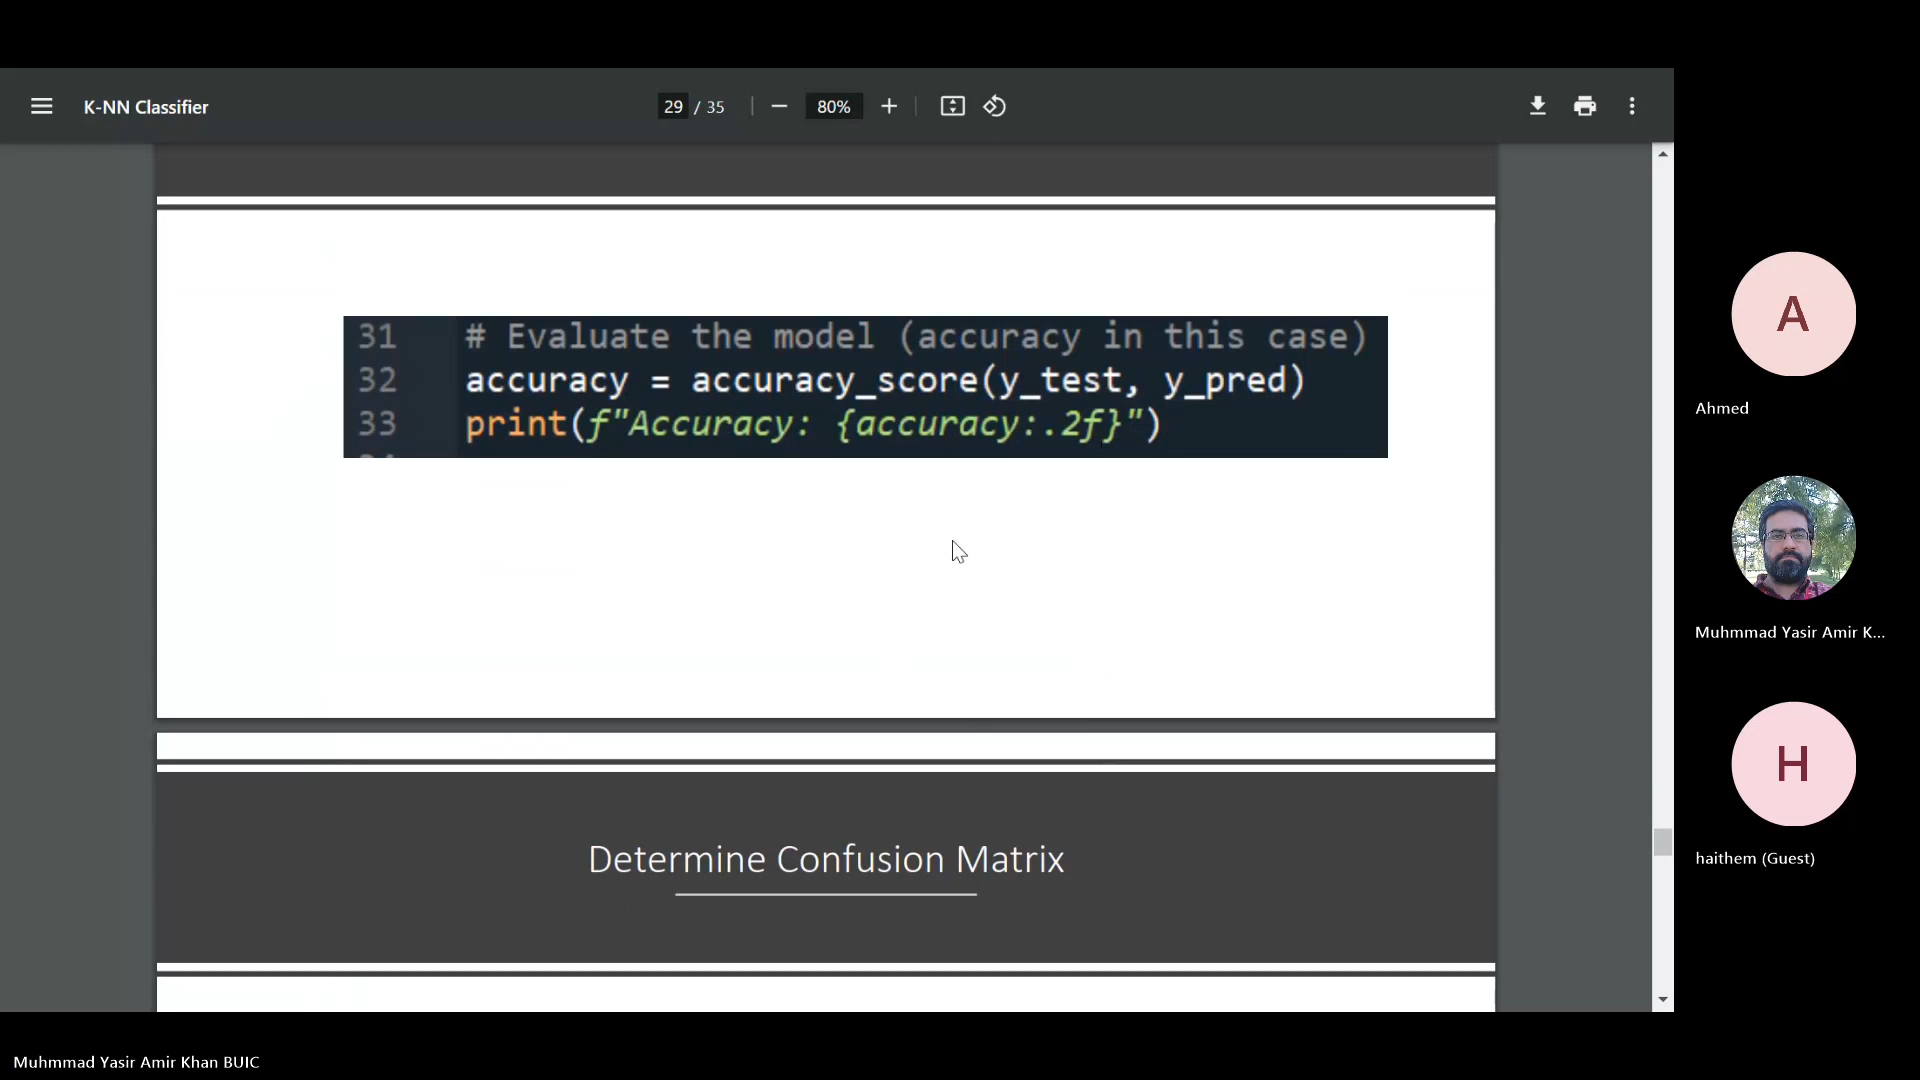 K-NN Classifier
29 / 35
80%
31 # Evaluate the model (accuracy in this case)
32 accuracy = accuracy_score(y_test, y_pred)
33 print(f"Accuracy: {accuracy:.2f}")
Determine Confusion Matrix
A
Ahmed
Muhmmad Yasir Amir K...
H
haithem (Guest)
Muhmmad Yasir Amir Khan BUIC